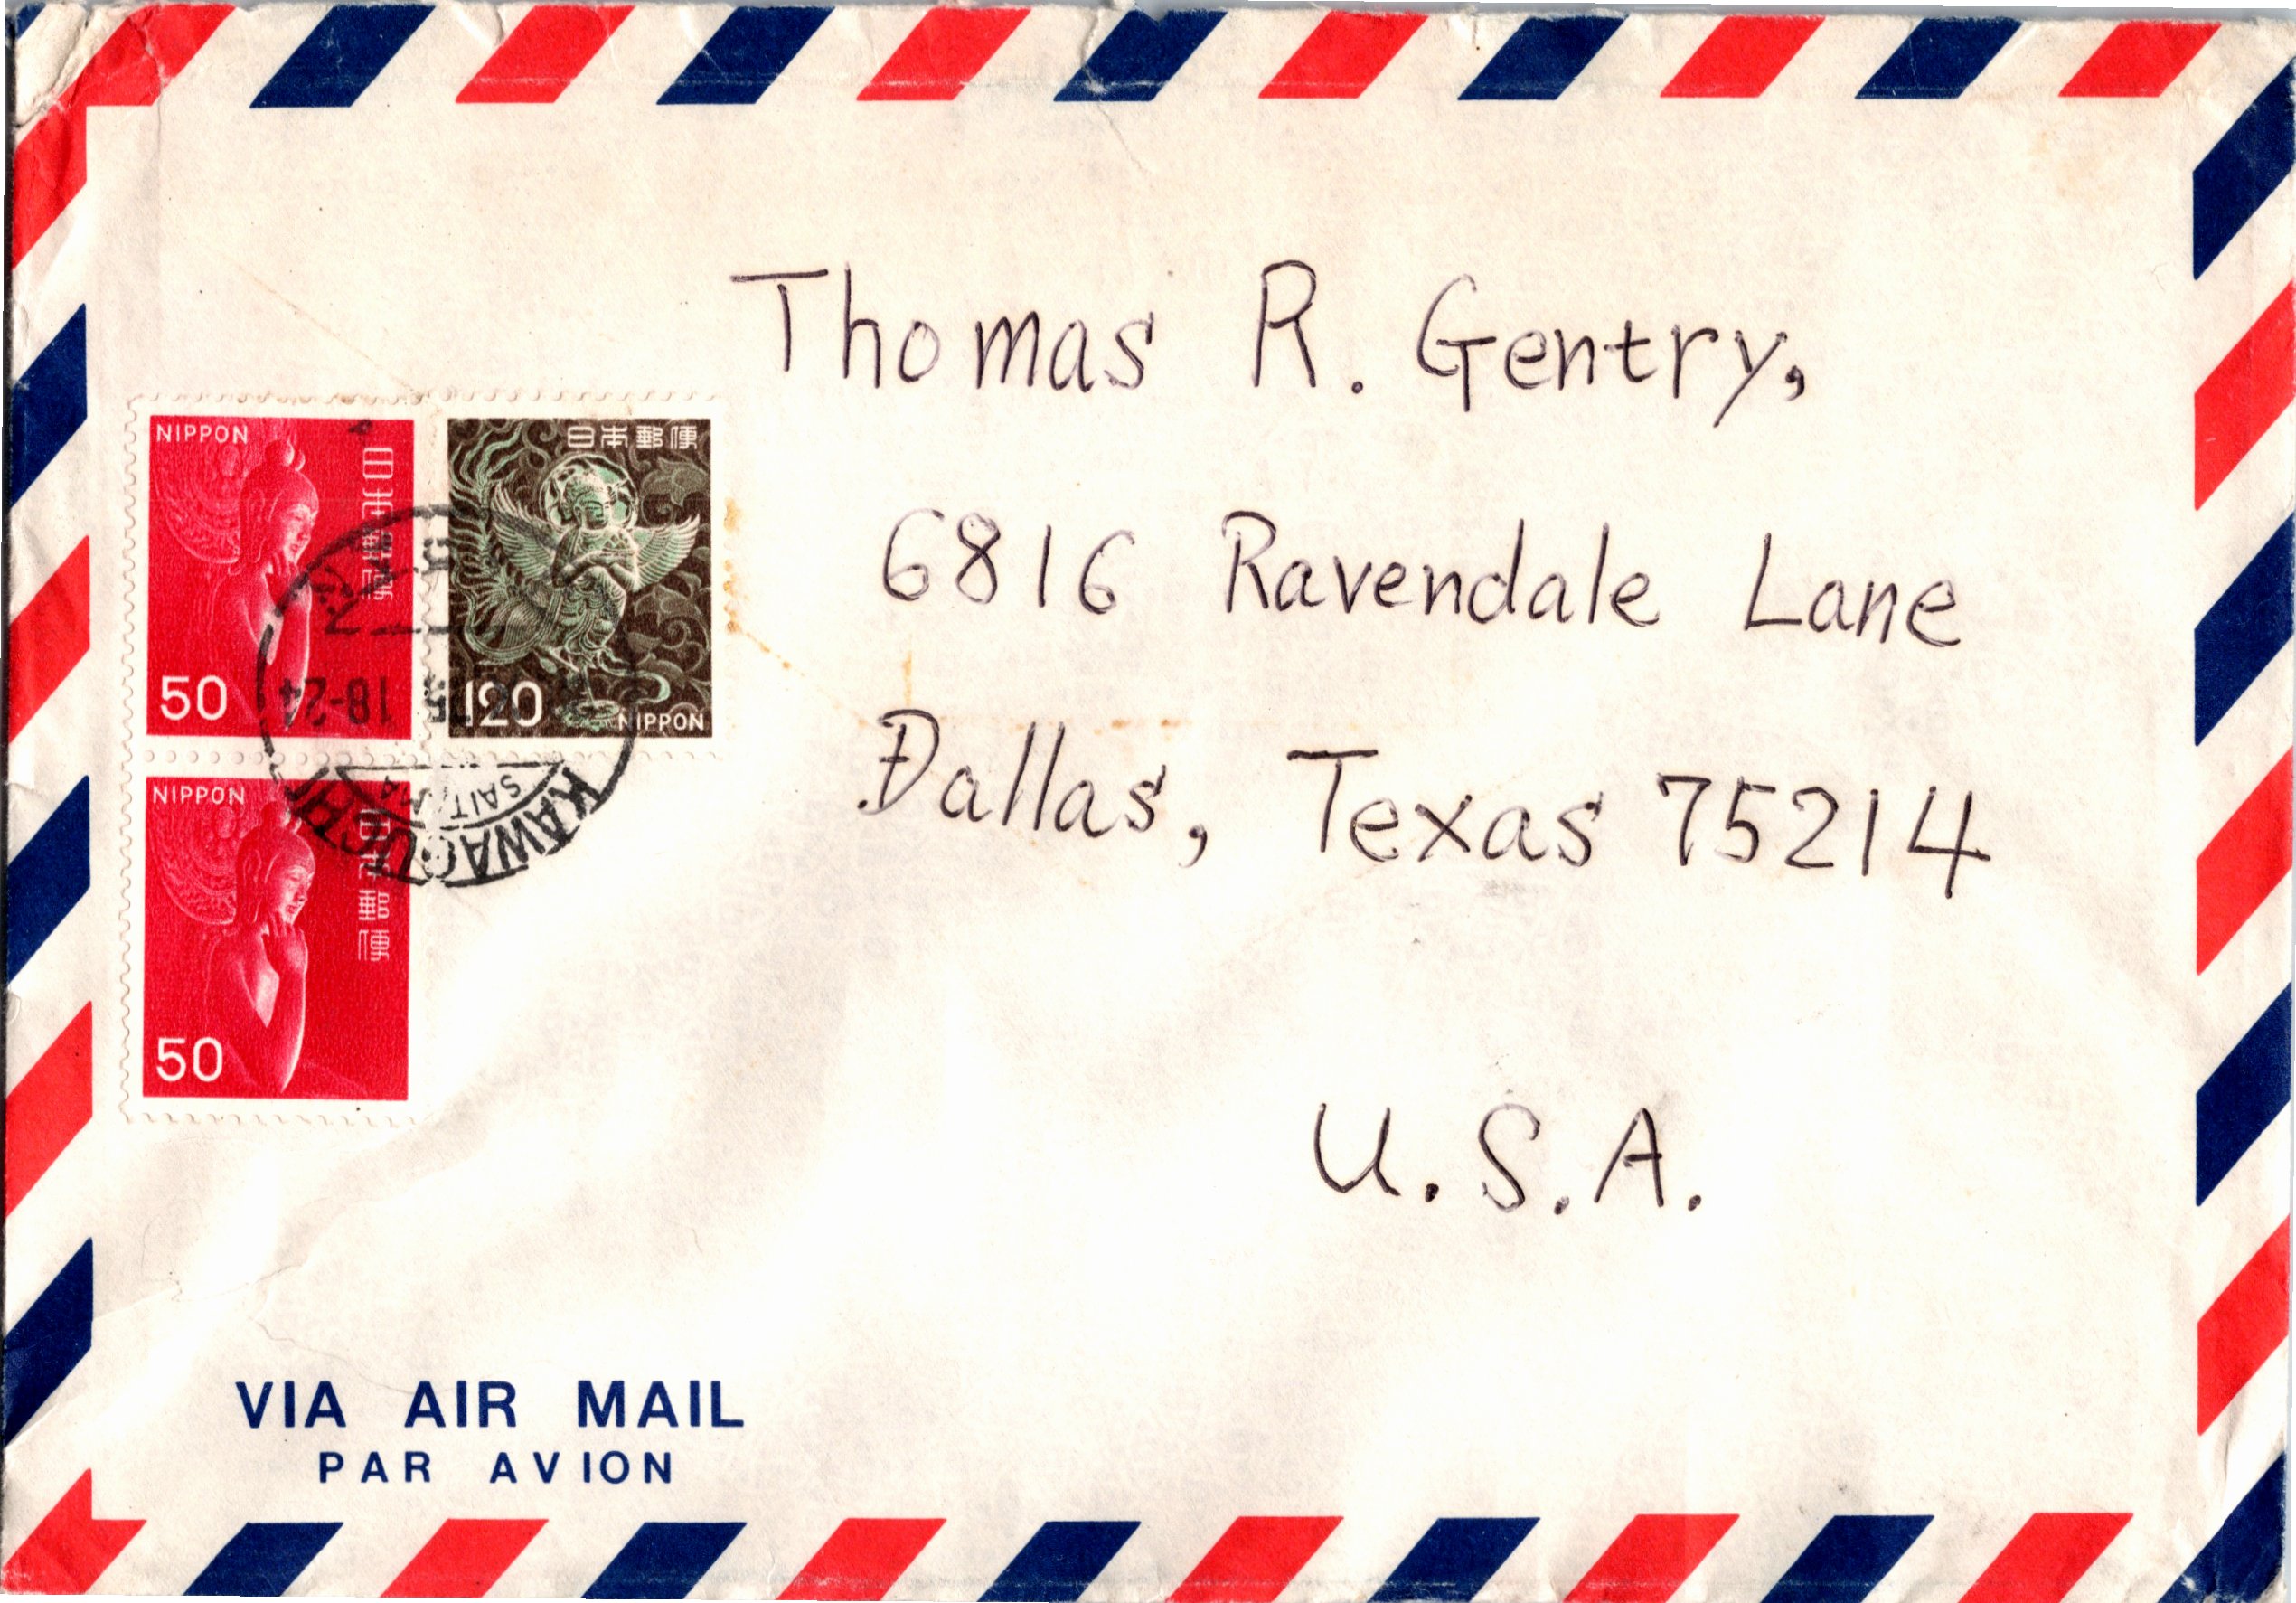 Thomas R. Gentry,
6816 Ravendale Lane
Dallas, Texas 75214
U.S.A.
NIPPON
日本郵便
50
日本郵便
120
NIPPON
NIPPON
日本郵便
50
18-24
SAITAMA
KAWAGUCHI
VIA AIR MAIL
PAR AVION